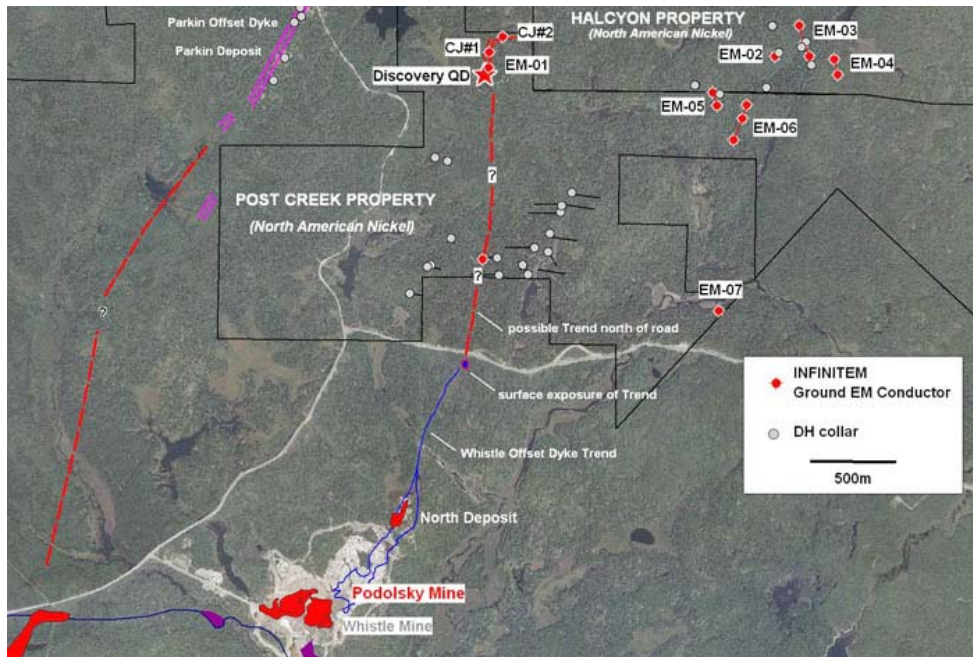 Parkin Offset Dyke
Parkin Deposit
CJ#1
CJ#2
Discovery QD
EM-01
HALCYON PROPERTY
(North American Nickel)
EM-03
EM-02
EM-04
EM-05
EM-06
?
POST CREEK PROPERTY
(North American Nickel)
?
EM-07
?
possible Trend north of road
surface exposure of Trend
INFINITEM
Ground EM Conductor
DH collar
500m
Whistle Offset Dyke Trend
North Deposit
Podolsky Mine
Whistle Mine